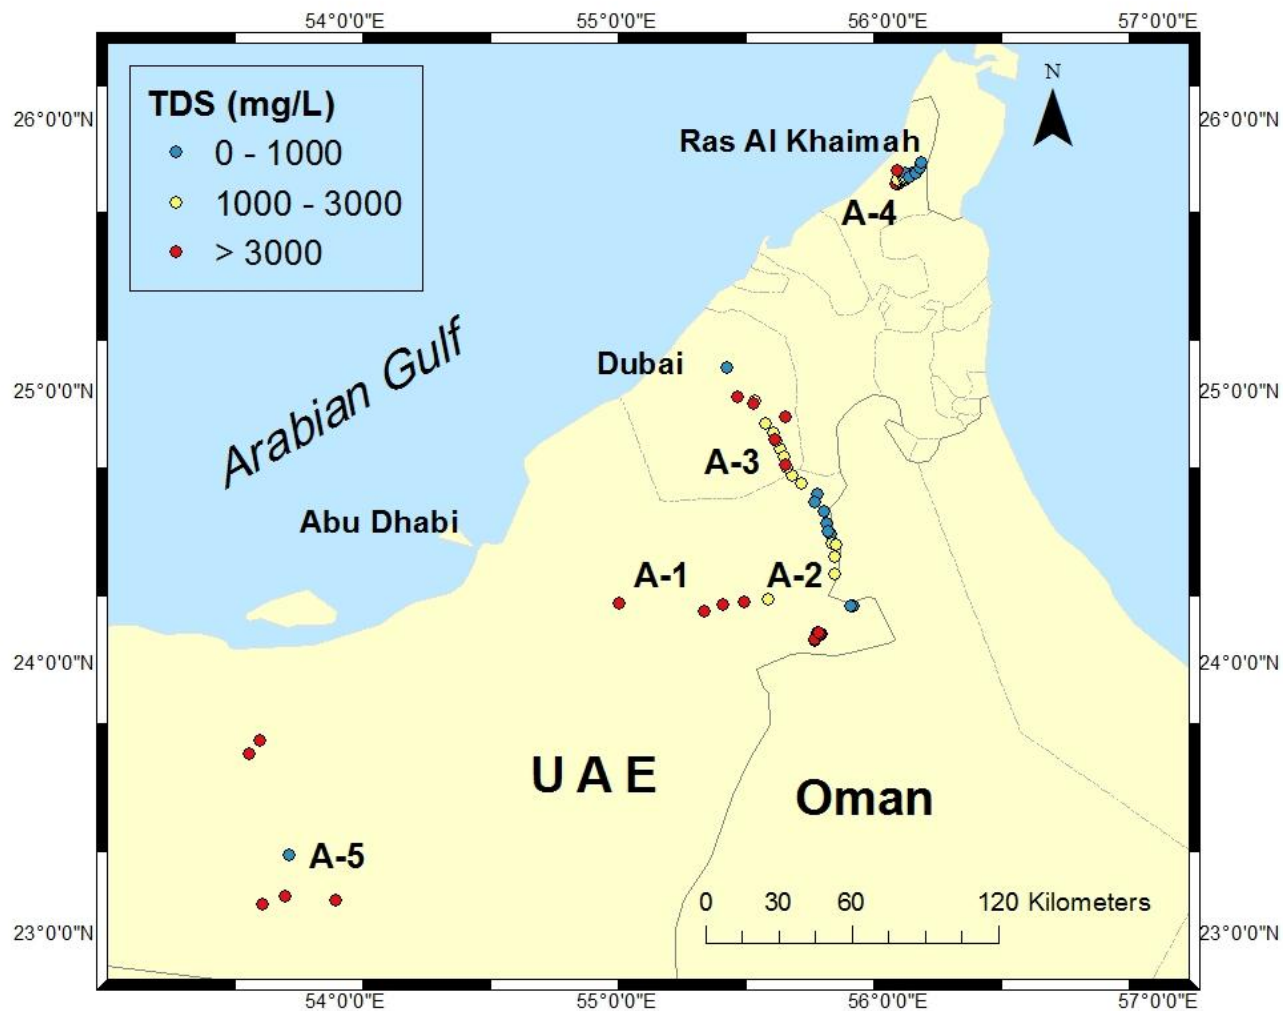 54°0'0"E 55°0'0"E 56°0'0"E 57°0'0"E
TDS (mg/L)
0 - 1000
1000 - 3000
> 3000
N
26°0'0"N
26°0'0"N
Ras Al Khaimah
A-4
Arabian Gulf
Dubai
25°0'0"N
25°0'0"N
A-3
Abu Dhabi
A-1
A-2
24°0'0"N
24°0'0"N
UAE
Oman
A-5
0 30 60 120 Kilometers
23°0'0"N
23°0'0"N
54°0'0"E 55°0'0"E 56°0'0"E 57°0'0"E